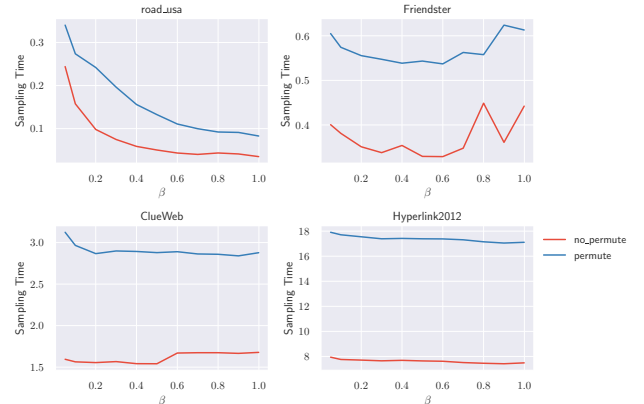 road_usa
Sampling Time
0.3
0.2
0.1
0.2 0.4 0.6 0.8 1.0
β
Friendster
Sampling Time
0.6
0.5
0.4
0.2 0.4 0.6 0.8 1.0
β
ClueWeb
Sampling Time
3.0
2.5
2.0
1.5
0.2 0.4 0.6 0.8 1.0
β
Hyperlink2012
Sampling Time
18
16
14
12
10
8
0.2 0.4 0.6 0.8 1.0
β
no_permute
permute